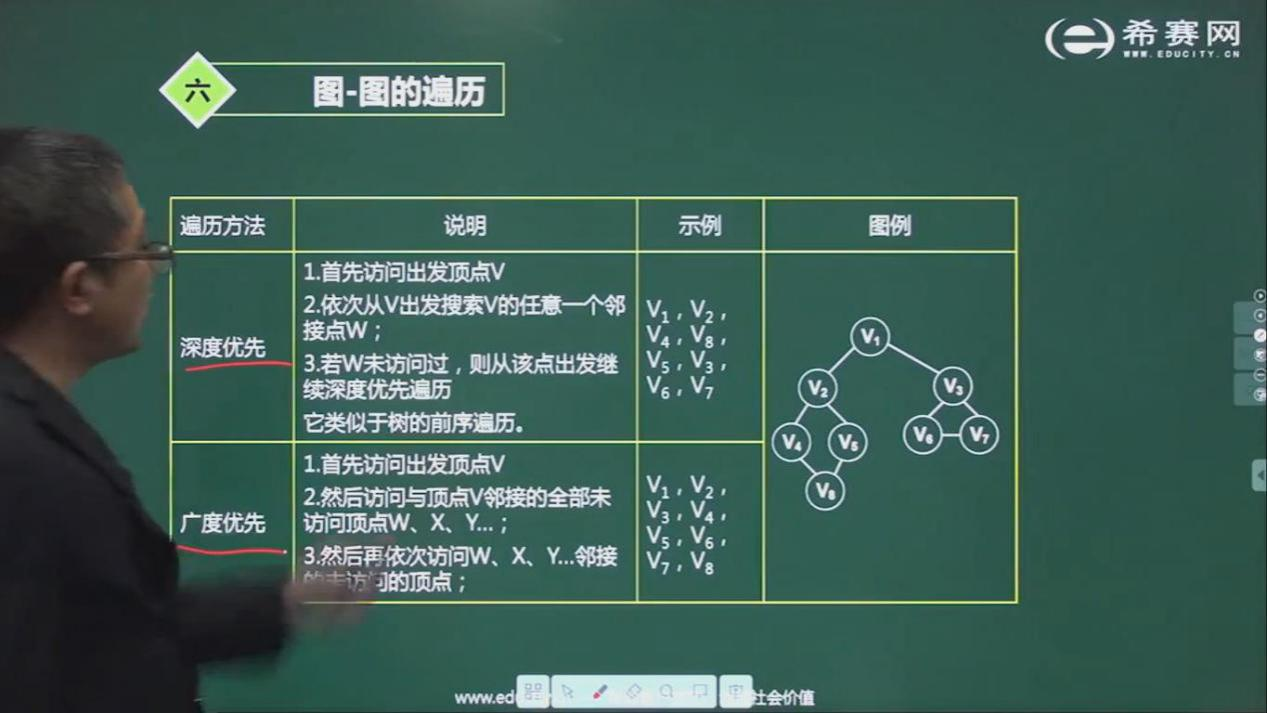 希赛网
WWW.EDUCITY.CN
六
图-图的遍历
遍历方法
说明
示例
图例
深度优先
1.首先访问出发顶点V
2.依次从V出发搜索V的任意一个邻
接点W；
3.若W未访问过，则从该点出发继
续深度优先遍历
它类似于树的前序遍历。
V1，V2，
V4，V8，
V5，V3，
V6，V7
广度优先
1.首先访问出发顶点V
2.然后访问与顶点V邻接的全部未
访问顶点W、X、Y...；
3.然后再依次访问W、X、Y...邻接
的未访问的顶点；
V1，V2，
V3，V4，
V5，V6，
V7，V8
V1
V2
V3
V4
V5
V6
V7
V8
www.edu
社会价值